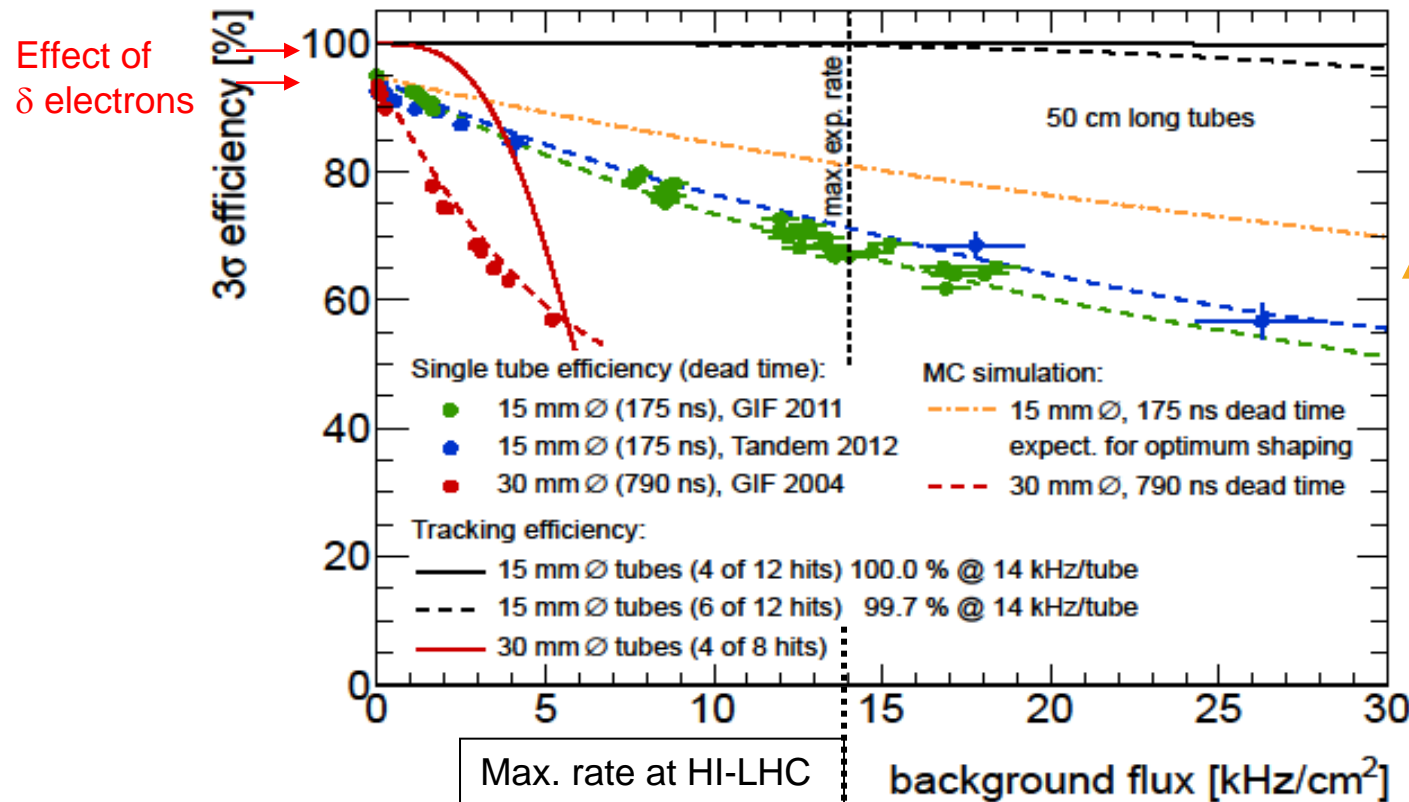 Effect of
δ electrons
3σ efficiency [%]
100
80
60
40
20
0
max. exp. rate
50 cm long tubes
Single tube efficiency (dead time):
15 mm ∅ (175 ns), GIF 2011
15 mm ∅ (175 ns), Tandem 2012
30 mm ∅ (790 ns), GIF 2004
MC simulation:
15 mm ∅, 175 ns dead time
expect. for optimum shaping
30 mm ∅, 790 ns dead time
Tracking efficiency:
15 mm ∅ tubes (4 of 12 hits) 100.0 % @ 14 kHz/tube
15 mm ∅ tubes (6 of 12 hits) 99.7 % @ 14 kHz/tube
30 mm ∅ tubes (4 of 8 hits)
0 5 10 15 20 25 30
Max. rate at HI-LHC
background flux [kHz/cm²]